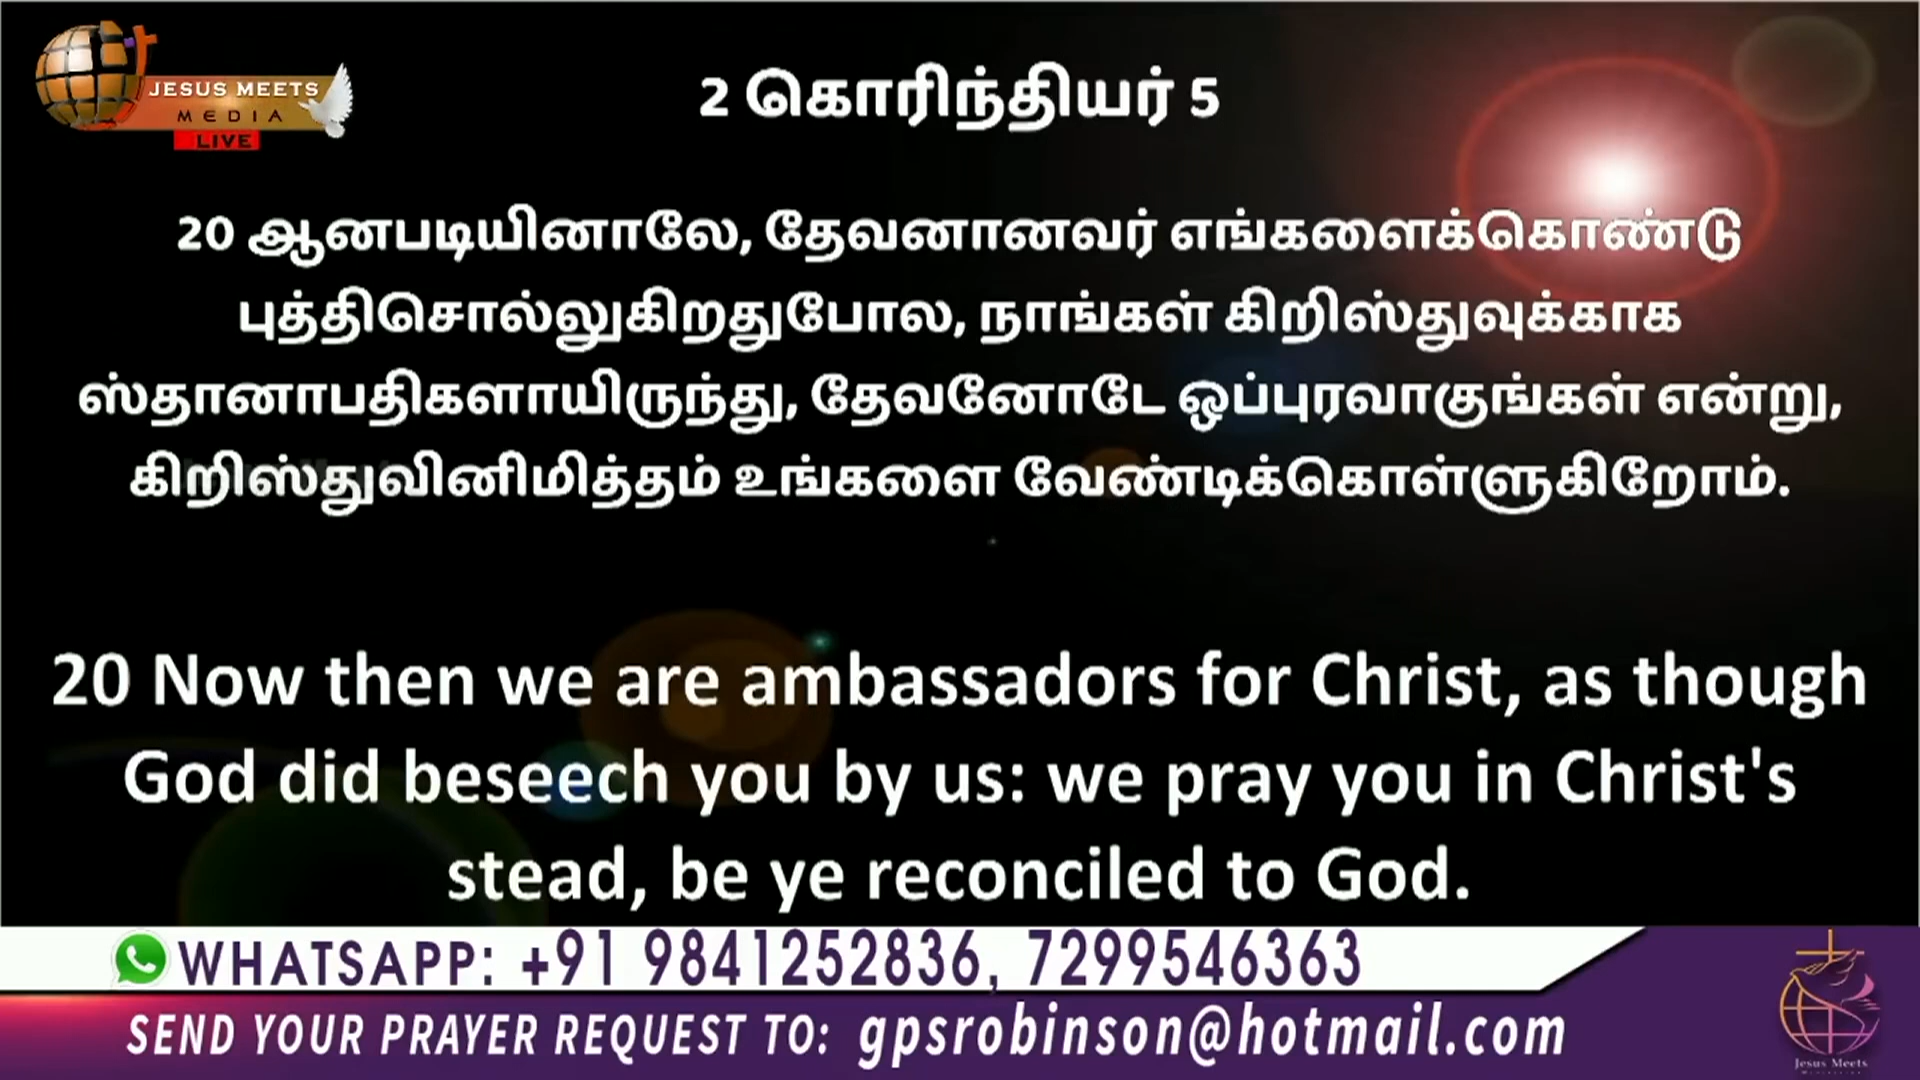 JESUS MEETS
MEDIA
LIVE
2 கொரிந்தியர் 5
20 ஆனபடியினாலே, தேவனானவர் எங்களைக்கொண்டு
புத்திசொல்லுகிறதுபோல, நாங்கள் கிறிஸ்துவுக்காக
ஸ்தானாபதிகளாயிருந்து, தேவனோடே ஒப்புரவாகுங்கள் என்று,
கிறிஸ்துவினிமித்தம் உங்களை வேண்டிக்கொள்ளுகிறோம்.
20 Now then we are ambassadors for Christ, as though
God did beseech you by us: we pray you in Christ's
stead, be ye reconciled to God.
WHATSAPP: +91 9841252836, 7299546363
SEND YOUR PRAYER REQUEST TO: gpsrobinson@hotmail.com
Jesus Meets